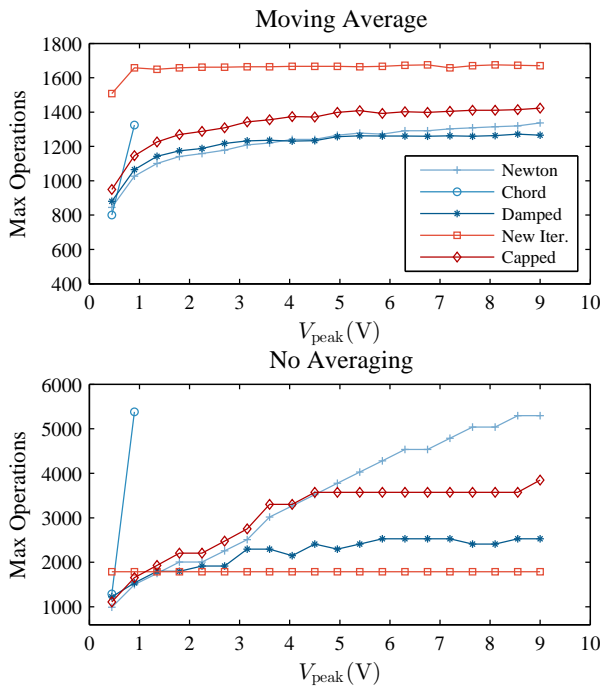 Moving Average
Max Operations
1800
1600
1400
1200
1000
800
600
400
Newton
Chord
Damped
New Iter.
Capped
0 1 2 3 4 5 6 7 8 9 10
V_peak (V)
No Averaging
Max Operations
6000
5000
4000
3000
2000
1000
0 1 2 3 4 5 6 7 8 9 10
V_peak (V)